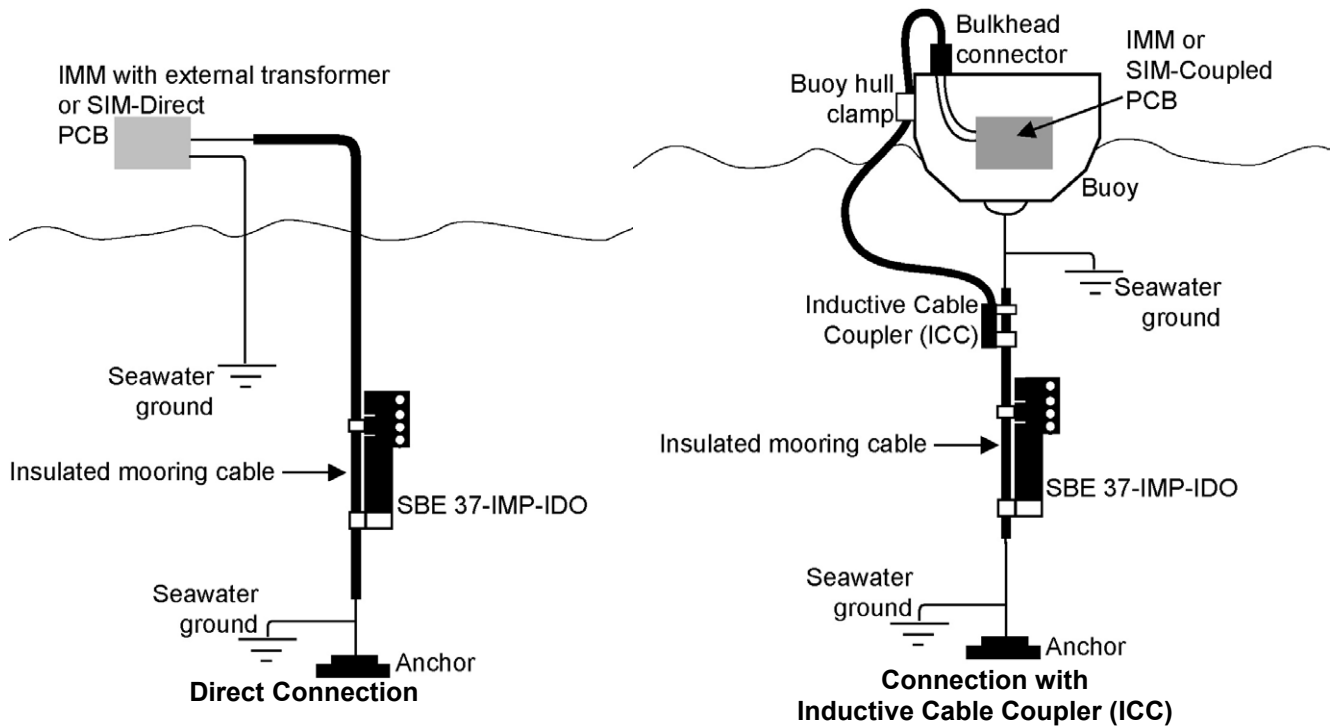 IMM with external transformer
or SIM-Direct
PCB
Seawater
ground
Insulated mooring cable
SBE 37-IMP-IDO
Seawater
ground
Anchor
Direct Connection
Bulkhead
connector
IMM or
SIM-Coupled
PCB
Buoy hull
clamp
Buoy
Seawater
ground
Inductive Cable
Coupler (ICC)
Insulated mooring cable
SBE 37-IMP-IDO
Seawater
ground
Anchor
Connection with
Inductive Cable Coupler (ICC)